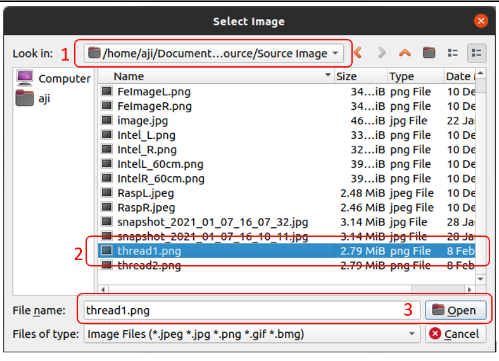 Select Image
Look in: 1 /home/aji/Document...ource/Source Image
Computer
aji
Name Size Type Date
FeImageL.png 34...iB png File 10 De
FeImageR.png 34...iB png File 10 De
image.jpg 46...iB jpg File 22 Jai
Intel_L.png 33...iB png File 10 De
Intel_R.png 32...iB png File 10 De
IntelL_60cm.png 39...iB png File 10 De
IntelR_60cm.png 39...iB png File 10 De
RaspL.jpeg 2.48 MiB jpeg File 10 De
RaspR.jpeg 2.46 MiB jpeg File 10 De
snapshot_2021_01_07_16_07_32.jpg 3.14 MiB jpg File 28 Jai
snapshot_2021_01_07_16_10_11.jpg 3.14 MiB jpg File 28 Jai
2 thread1.png 2.79 MiB png File 8 Feb
thread2.png 2.79 MiB png File 8 Feb
File name: thread1.png 3 Open
Files of type: Image Files (*.jpeg *.jpg *.png *.gif *.bmg) Cancel